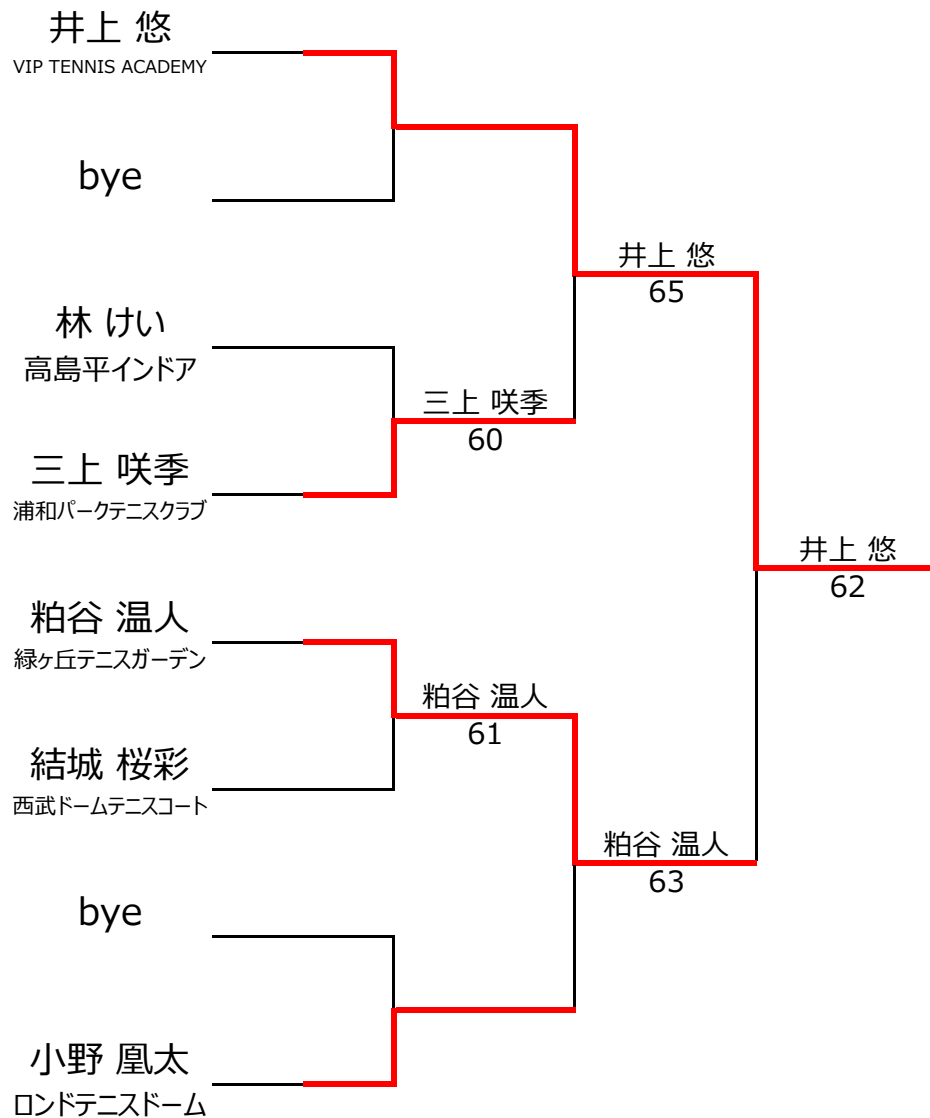 井上 悠
VIP TENNIS ACADEMY
bye
林 けい
高島平インドア
三上 咲季
浦和パークテニスクラブ
粕谷 温人
緑ヶ丘テニスガーデン
結城 桜彩
西武ドームテニスコート
bye
小野 凰太
ロンドテニスドーム
三上 咲季
60
粕谷 温人
61
井上 悠
65
粕谷 温人
63
井上 悠
62